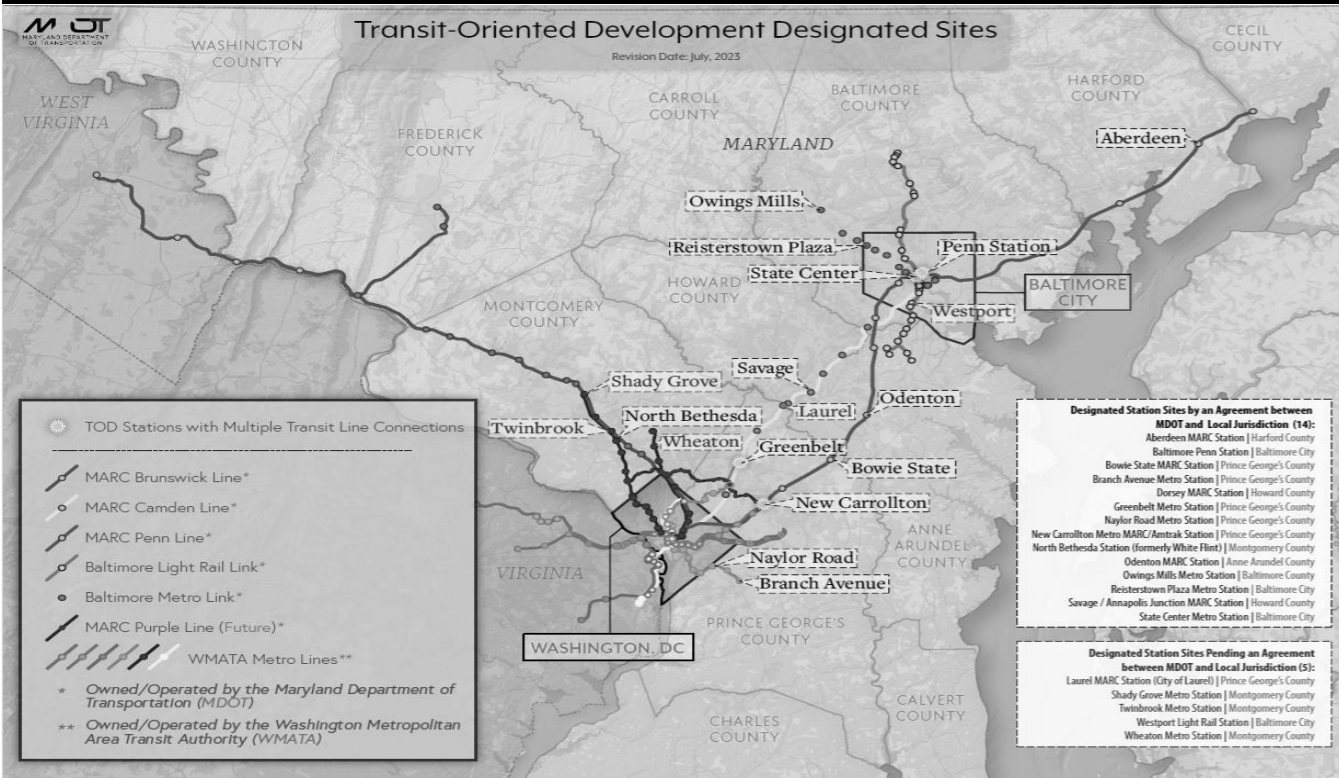 MDOT
MARYLAND DEPARTMENT
OF TRANSPORTATION
Transit-Oriented Development Designated Sites
Revision Date: July, 2023
WASHINGTON
COUNTY
CECIL
COUNTY
HARFORD
COUNTY
BALTIMORE
COUNTY
CARROLL
COUNTY
WEST
VIRGINIA
FREDERICK
COUNTY
MARYLAND
Aberdeen
Owings Mills
Reisterstown Plaza
Penn Station
State Center
HOWARD
COUNTY
BALTIMORE
CITY
MONTGOMERY
COUNTY
Westport
Savage
Shady Grove
Laurel
Odenton
North Bethesda
Twinbrook
Wheaton
Greenbelt
Bowie State
New Carrollton
ANNE
ARUNDEL
COUNTY
VIRGINIA
Naylor Road
Branch Avenue
PRINCE GEORGE'S
COUNTY
WASHINGTON, DC
CALVERT
COUNTY
CHARLES
COUNTY
TOD Stations with Multiple Transit Line Connections
MARC Brunswick Line*
MARC Camden Line*
MARC Penn Line*
Baltimore Light Rail Link*
Baltimore Metro Link*
MARC Purple Line (Future)*
WMATA Metro Lines**
* Owned/Operated by the Maryland Department of
Transportation (MDOT)
** Owned/Operated by the Washington Metropolitan
Area Transit Authority (WMATA)
Designated Station Sites by an Agreement between
MDOT and Local Jurisdiction (14):
Aberdeen MARC Station | Harford County
Baltimore Penn Station | Baltimore City
Bowie State MARC Station | Prince George's County
Branch Avenue Metro Station | Prince George's County
Dorsey MARC Station | Howard County
Greenbelt Metro Station | Prince George's County
Naylor Road Metro Station | Prince George's County
New Carrollton Metro MARC/Amtrak Station | Prince George's County
North Bethesda Station (formerly White Flint) | Montgomery County
Odenton MARC Station | Anne Arundel County
Owings Mills Metro Station | Baltimore County
Reisterstown Plaza Metro Station | Baltimore City
Savage / Annapolis Junction MARC Station | Howard County
State Center Metro Station | Baltimore City
Designated Station Sites Pending an Agreement
between MDOT and Local Jurisdiction (5):
Laurel MARC Station (City of Laurel) | Prince George's County
Shady Grove Metro Station | Montgomery County
Twinbrook Metro Station | Montgomery County
Westport Light Rail Station | Baltimore City
Wheaton Metro Station | Montgomery County